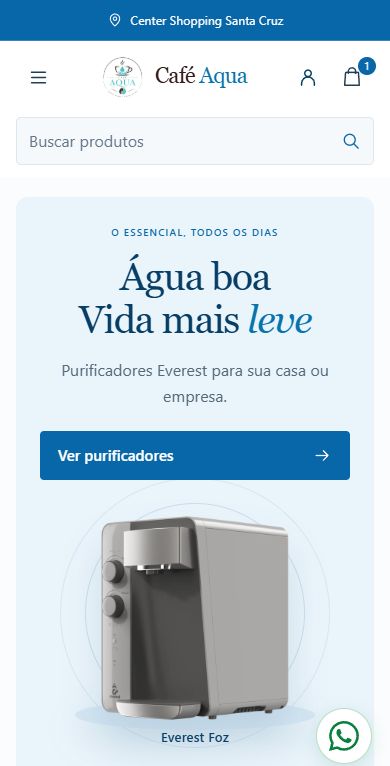 Center Shopping Santa Cruz
AQUA
Café Aqua
1
Buscar produtos
O ESSENCIAL, TODOS OS DIAS
Água boa
Vida mais leve
Purificadores Everest para sua casa ou
empresa.
Ver purificadores
Everest Foz